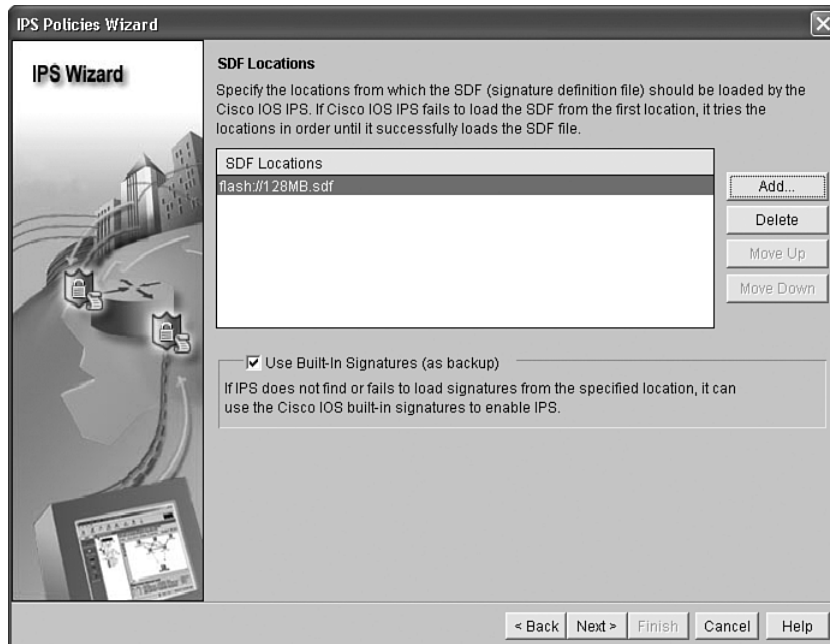 IPS Policies Wizard
IPS Wizard
SDF Locations
Specify the locations from which the SDF (signature definition file) should be loaded by the
Cisco IOS IPS. If Cisco IOS IPS fails to load the SDF from the first location, it tries the
locations in order until it successfully loads the SDF file.
SDF Locations
flash://128MB.sdf
Add...
Delete
Move Up
Move Down
Use Built-In Signatures (as backup)
If IPS does not find or fails to load signatures from the specified location, it can
use the Cisco IOS built-in signatures to enable IPS.
< Back
Next >
Finish
Cancel
Help